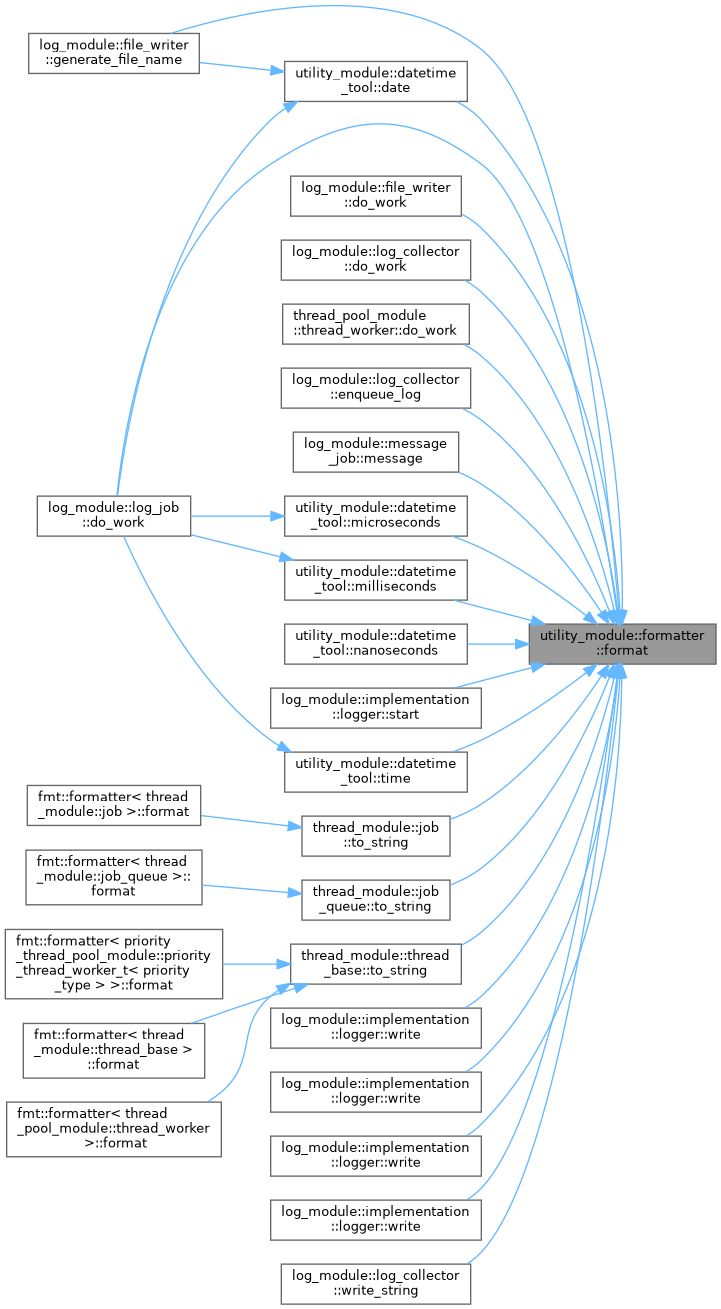 log_module::file_writer
::generate_file_name
utility_module::datetime
_tool::date
log_module::file_writer
::do_work
log_module::log_collector
::do_work
thread_pool_module
::thread_worker::do_work
log_module::log_collector
::enqueue_log
log_module::message
_job::message
log_module::log_job
::do_work
utility_module::datetime
_tool::microseconds
utility_module::datetime
_tool::milliseconds
utility_module::formatter
::format
utility_module::datetime
_tool::nanoseconds
log_module::implementation
::logger::start
utility_module::datetime
_tool::time
fmt::formatter< thread
_module::job >::format
thread_module::job
::to_string
fmt::formatter< thread
_module::job_queue >::
format
thread_module::job
_queue::to_string
fmt::formatter< priority
_thread_pool_module::priority
_thread_worker_t< priority
_type > >::format
thread_module::thread
_base::to_string
log_module::implementation
::logger::write
fmt::formatter< thread
_module::thread_base >
::format
log_module::implementation
::logger::write
fmt::formatter< thread
_pool_module::thread_worker
>::format
log_module::implementation
::logger::write
log_module::implementation
::logger::write
log_module::log_collector
::write_string